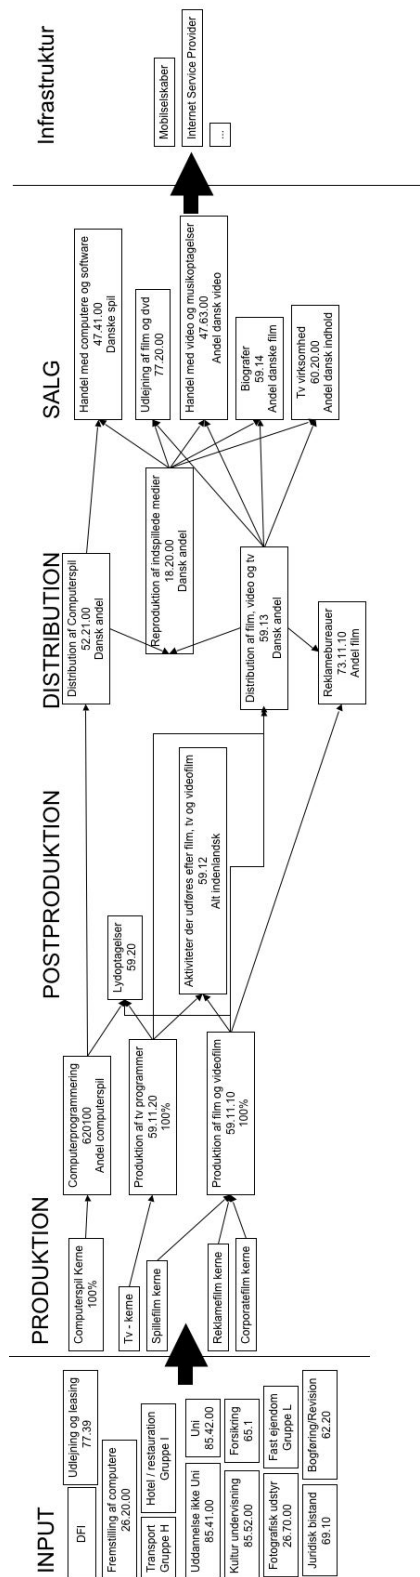 INPUT
DFI
Udlejning og leasing
77.39
Fremstilling af computere
26.20.00
Transport
Gruppe H
Hotel / restauration
Gruppe I
Uddannelse ikke Uni
85.41.00
Uni
85.42.00
Kultur undervisning
85.52.00
Forsikring
65.1
Fotografisk udstyr
26.70.00
Fast ejendom
Gruppe L
Juridisk bistand
69.10
Bogføring/Revision
62.20
PRODUKTION
Computerspil Kerne
100%
Tv - kerne
Spillefilm kerne
Reklamefilm kerne
Corporatefilm kerne
Computerprogrammering
620100
Andel computerspil
Produktion af tv programmer
59.11.20
100%
Produktion af film og videofilm
59.11.10
100%
POSTPRODUKTION
Lydoptagelser
59.20
Aktiviteter der udføres efter film, tv og videofilm
59.12
Alt indenlandsk
DISTRIBUTION
Distribution af Computerspil
52.21.00
Dansk andel
Reproduktion af indspillede medier
18.20.00
Dansk andel
Distribution af film, video og tv
59.13
Dansk andel
Reklamebureauer
73.11.10
Andel film
SALG
Handel med computere og software
47.41.00
Danske spil
Udlejning af film og dvd
77.20.00
Handel med video og musikoptagelser
47.63.00
Andel dansk video
Biografer
59.14
Andel danske film
Tv virksomhed
60.20.00
Andel dansk indhold
Infrastruktur
Mobilselskaber
Internet Service Provider
...